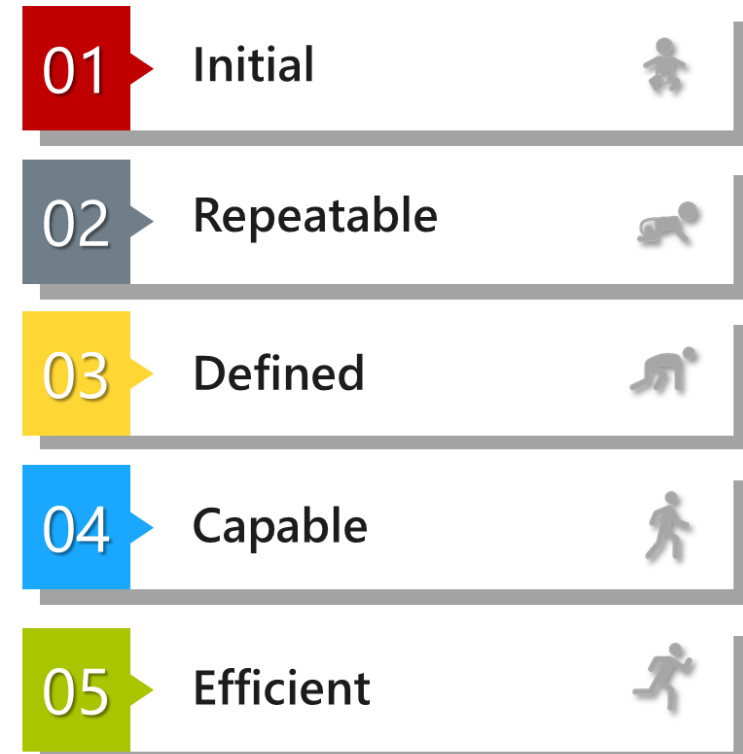 01 Initial
02 Repeatable
03 Defined
04 Capable
05 Efficient